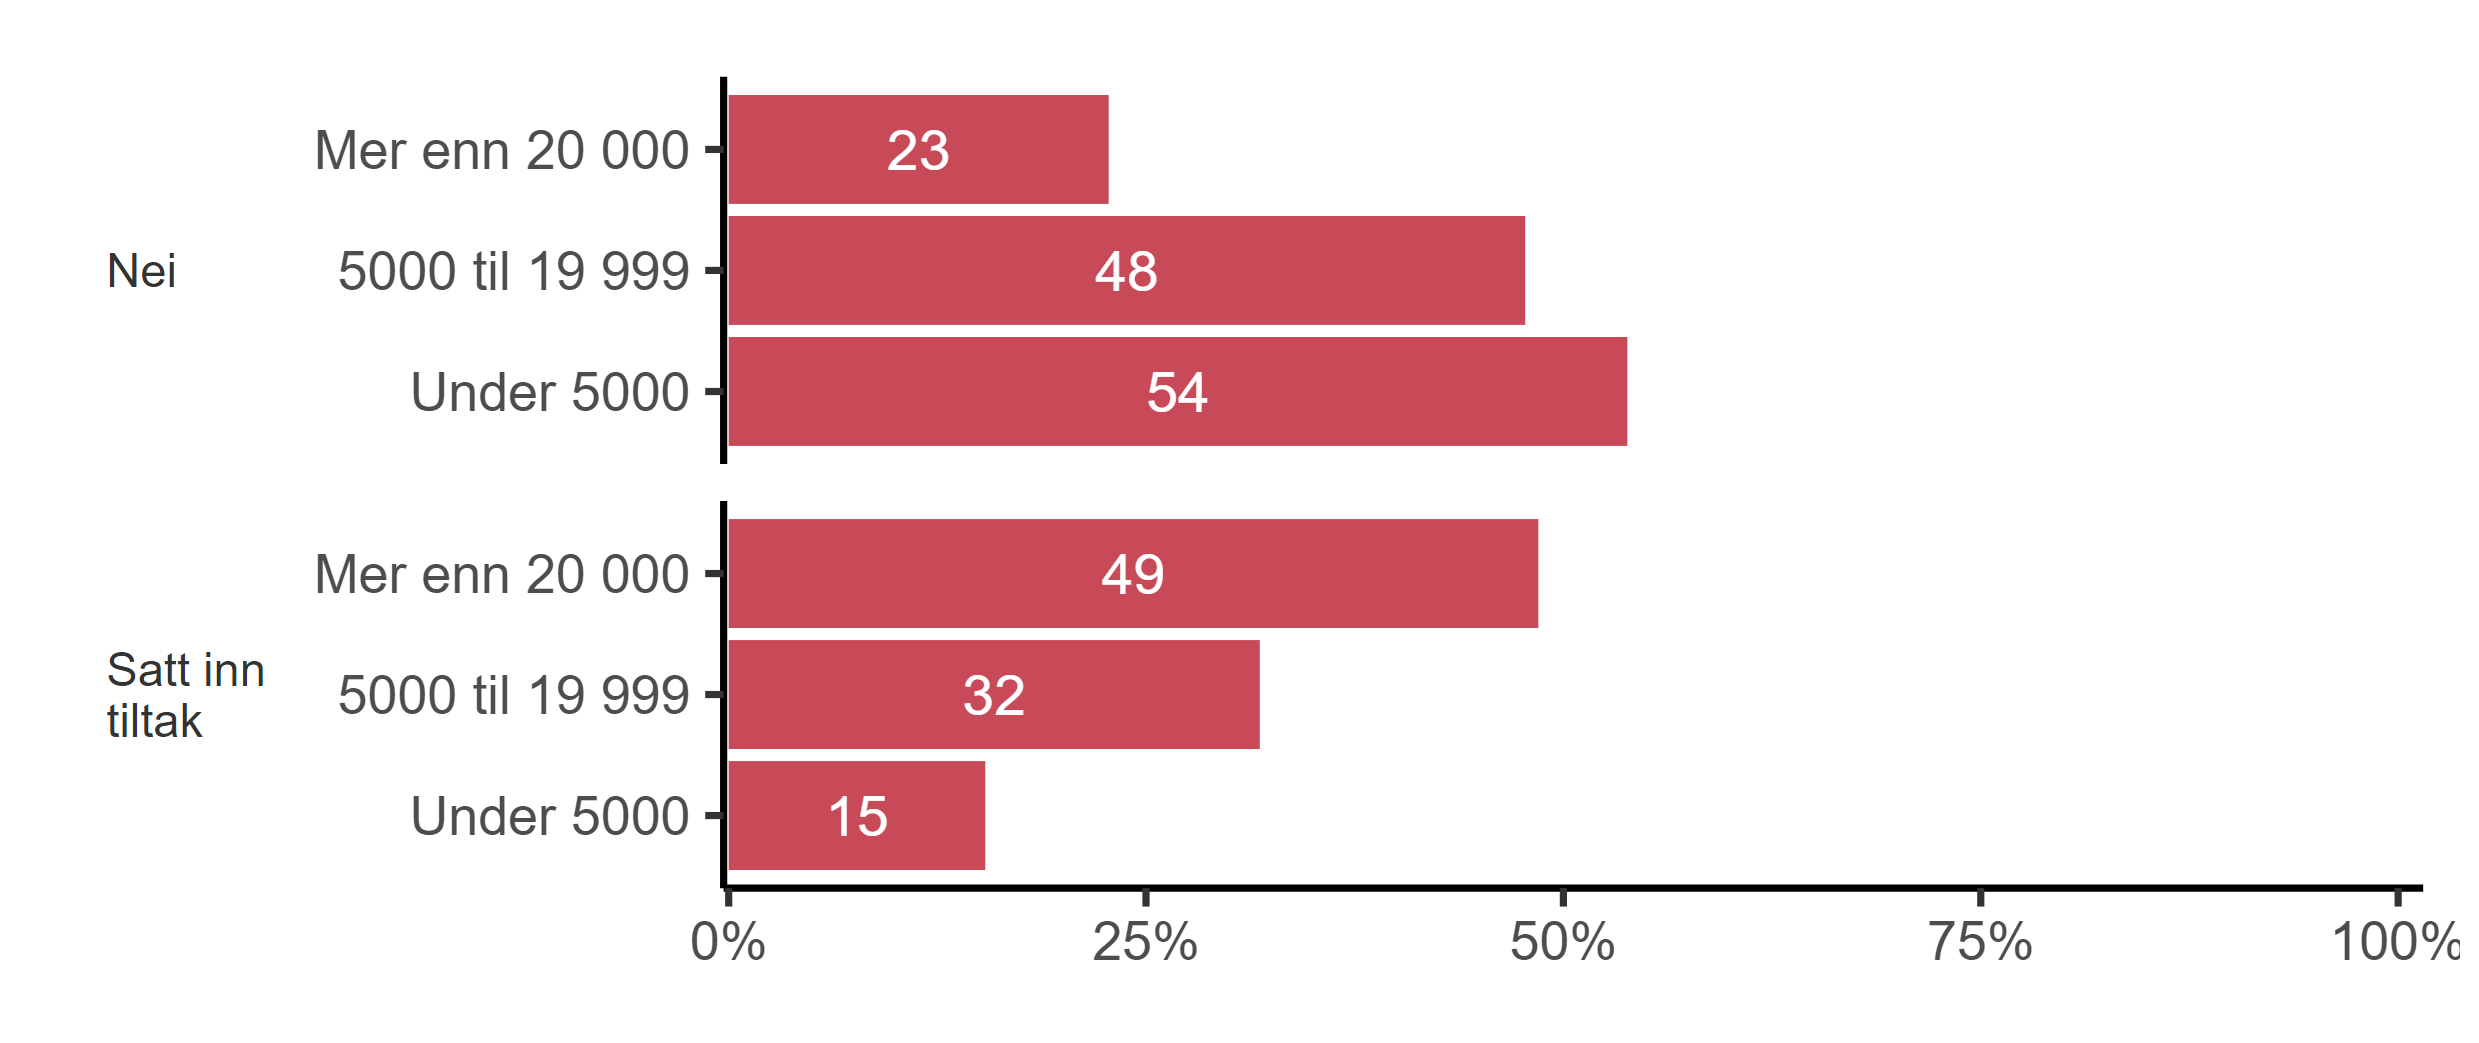 Nei
Mer enn 20 000
23
5000 til 19 999
48
Under 5000
54
Satt inn
tiltak
Mer enn 20 000
49
5000 til 19 999
32
Under 5000
15
0% 25% 50% 75% 100%